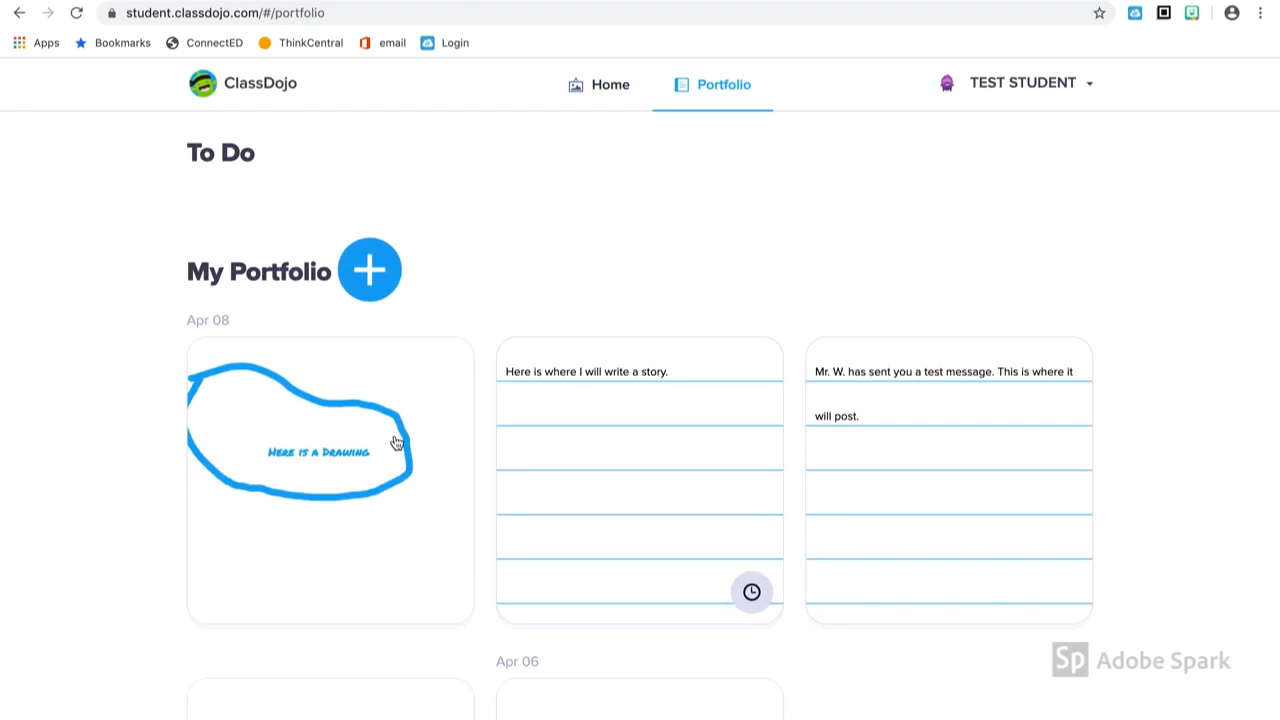 student.classdojo.com/#/portfolio
Apps Bookmarks ConnectED ThinkCentral email Login
ClassDojo Home Portfolio TEST STUDENT
To Do
My Portfolio
Apr 08
Here is a Drawing
Here is where I will write a story.
Mr. W. has sent you a test message. This is where it
will post.
Apr 06
Sp Adobe Spark